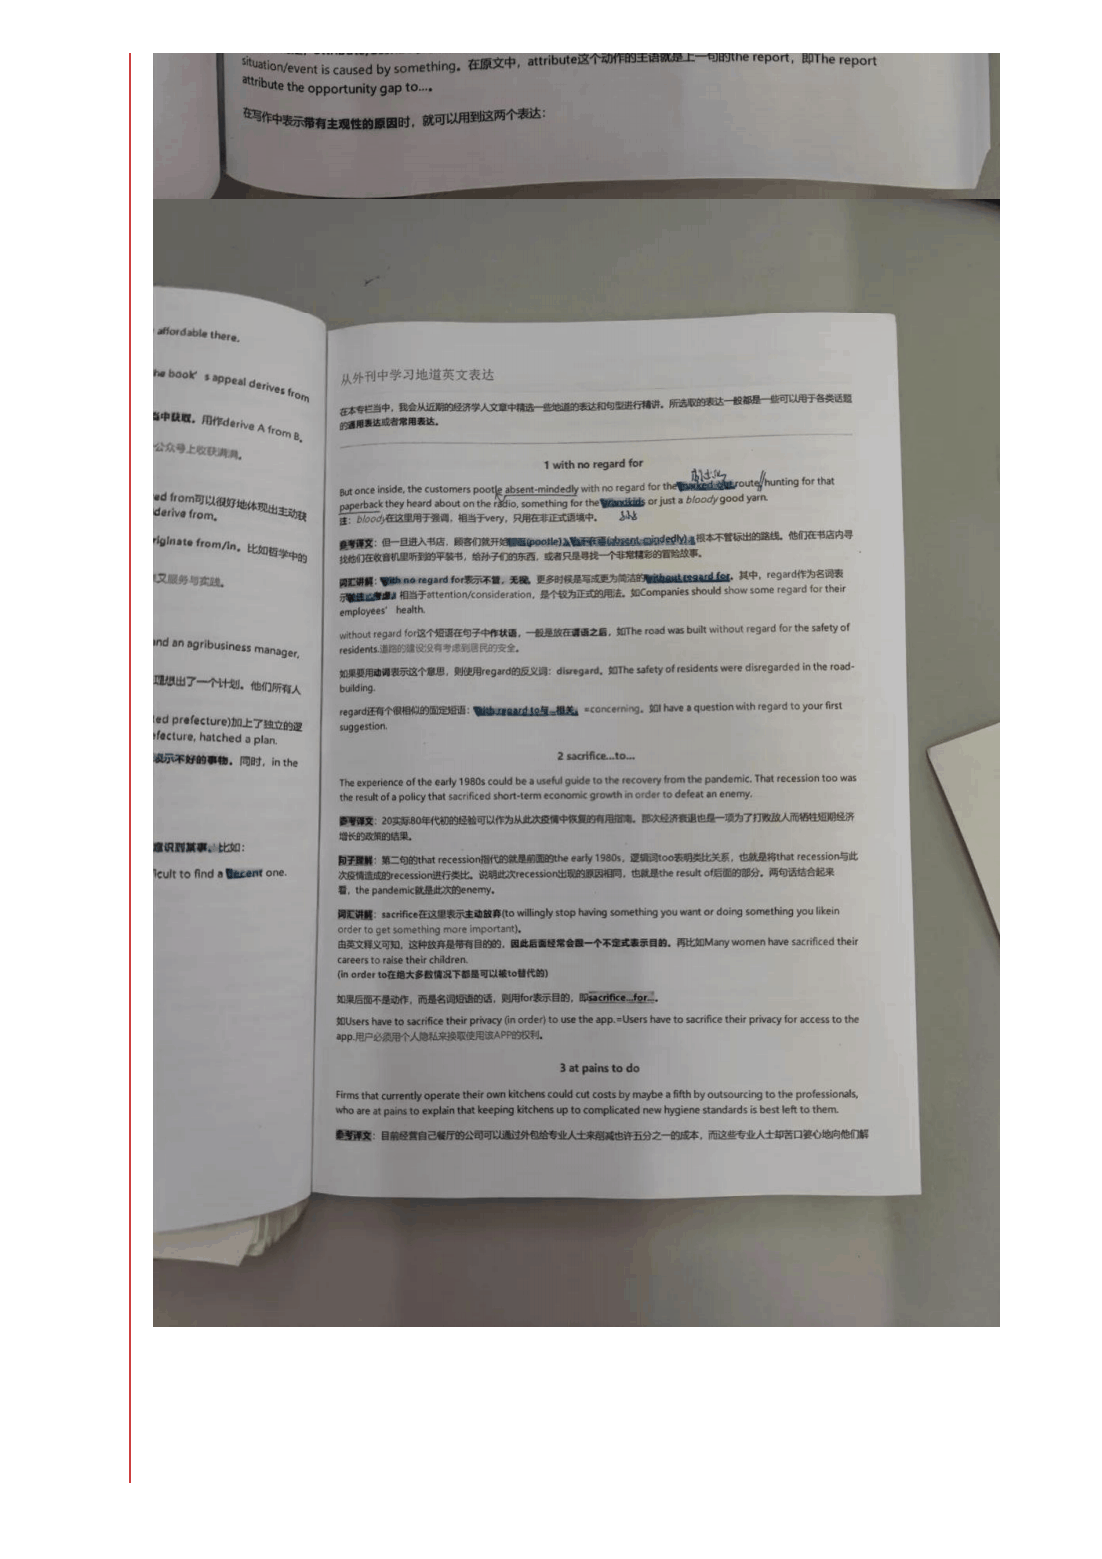 situation/event is caused by something。在原文中，attribute这个动作的主语就是上一句的the report，即The report
attribute the opportunity gap to...。
在写作中表示带有主观性的原因时，就可以用到这两个表达：
affordable there.
he book's appeal derives from
中获取。用作derive A from B。
公众号上收获满满。
ed from可以很好地体现出主动获
derive from。
riginate from/in。比如哲学中的
又服务与实践。
and an agribusiness manager,
想出了一个计划。他们所有人
ed prefecture)加上了独立的逻
efecture, hatched a plan.
表示不好的事物。同时，in the
意识到某事。比如：
ficult to find a decent one.
从外刊中学习地道英文表达
在本专栏当中，我会从近期的经济学人文章中精选一些地道的表达和句型进行精讲。所选取的表达一般都是一些可以用于各类话题
的通用表达或者常用表达。
1 with no regard for
But once inside, the customers pootle absent-mindedly with no regard for the marked-out route, hunting for that
paperback they heard about on the radio, something for the grandkids or just a bloody good yarn.
注：bloody在这里用于强调，相当于very，只用在非正式语境中。
参考译文：但一旦进入书店，顾客们就开始(pootle)(absent-mindedly)，根本不管标出的路线。他们在书店内寻
找他们在收音机里听到的平装书，给孙子们的东西，或者只是寻找一个非常精彩的冒险故事。
词汇讲解：with no regard for表示不管，无视。更多时候是写成更为简洁的without regard for。其中，regard作为名词表
示考虑，相当于attention/consideration，是个较为正式的用法。如Companies should show some regard for their
employees' health.
without regard for这个短语在句子中作状语，一般是放在谓语之后，如The road was built without regard for the safety of
residents.道路的建设没有考虑到居民的安全。
如果要用动词表示这个意思，则使用regard的反义词：disregard。如The safety of residents were disregarded in the road-
building.
regard还有个很相似的固定短语：with regard to与...相关，=concerning。如I have a question with regard to your first
suggestion.
2 sacrifice...to...
The experience of the early 1980s could be a useful guide to the recovery from the pandemic. That recession too was
the result of a policy that sacrificed short-term economic growth in order to defeat an enemy.
参考译文：20实际80年代初的经验可以作为从此次疫情中恢复的有用指南。那次经济衰退也是一项为了打败敌人而牺牲短期经济
增长的政策的结果。
句子理解：第二句的that recession指代的就是前面的the early 1980s，逻辑词too表明类比关系，也就是将that recession与此
次疫情造成的recession进行类比。说明此次recession出现的原因相同，也就是the result of后面的部分。两句话结合起来
看，the pandemic就是此次的enemy。
词汇讲解：sacrifice在这里表示主动放弃(to willingly stop having something you want or doing something you likein
order to get something more important)。
由英文释义可知，这种放弃是带有目的的，因此后面经常会跟一个不定式表示目的。再比如Many women have sacrificed their
careers to raise their children.
(in order to在绝大多数情况下都是可以被to替代的)
如果后面不是动作，而是名词短语的话，则用for表示目的，即sacrifice...for...。
如Users have to sacrifice their privacy (in order) to use the app.=Users have to sacrifice their privacy for access to the
app.用户必须用个人隐私来换取使用该APP的权利。
3 at pains to do
Firms that currently operate their own kitchens could cut costs by maybe a fifth by outsourcing to the professionals,
who are at pains to explain that keeping kitchens up to complicated new hygiene standards is best left to them.
参考译文：目前经营自己餐厅的公司可以通过外包给专业人士来削减也许五分之一的成本，而这些专业人士却苦口婆心地向他们解